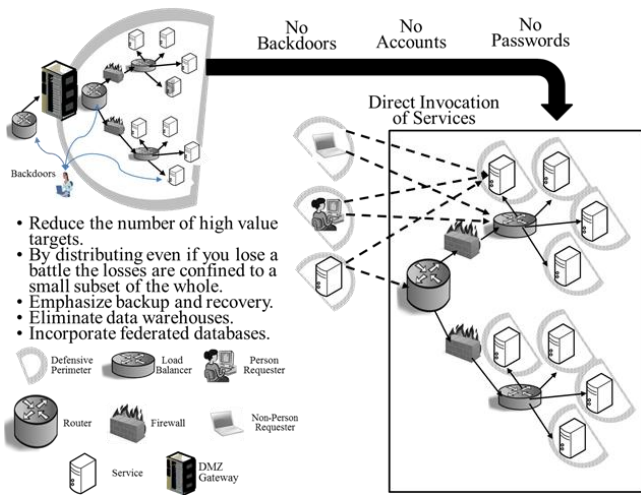 No
Backdoors
No
Accounts
No
Passwords
Direct Invocation
of Services
Backdoors
• Reduce the number of high value
targets.
• By distributing even if you lose a
battle the losses are confined to a
small subset of the whole.
• Emphasize backup and recovery.
• Eliminate data warehouses.
• Incorporate federated databases.
Defensive
Perimeter
Load
Balancer
Person
Requester
Router
Firewall
Non-Person
Requester
Service
DMZ
Gateway